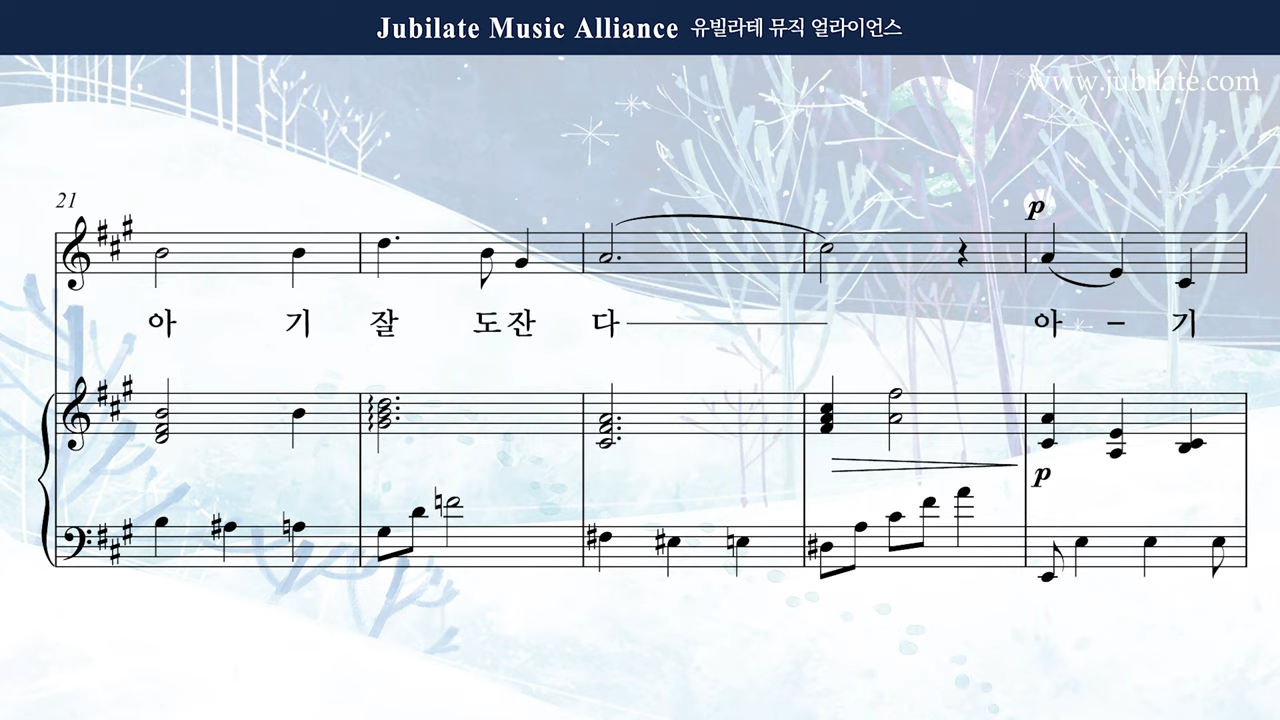 Jubilate Music Alliance 유빌라테 뮤직 얼라이언스
www.jubilate.com
21
p
아 기 잘 도 잔 다 아 – 기
p